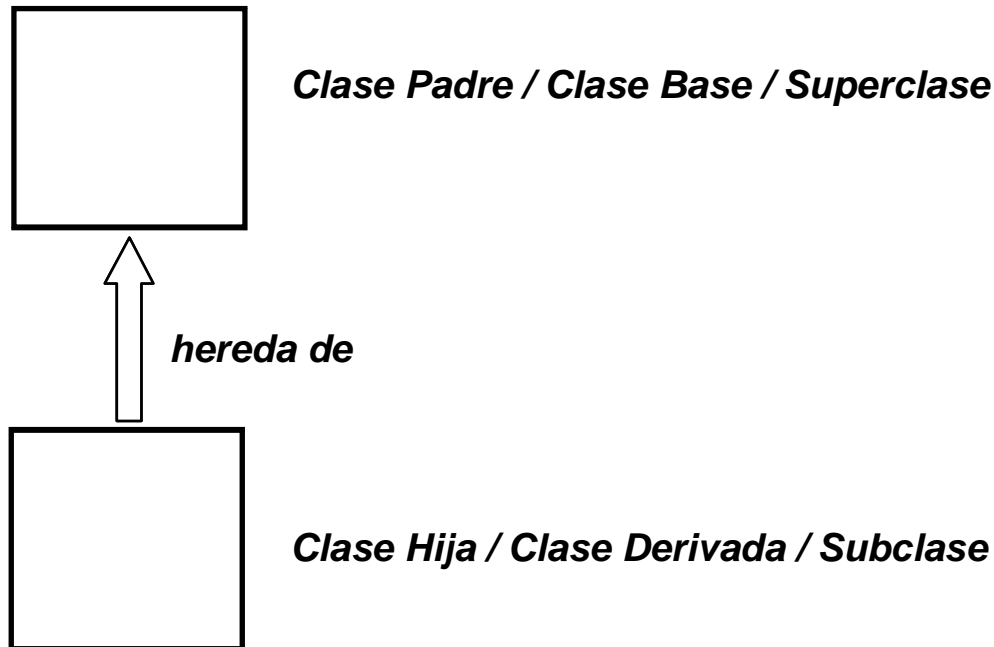 Clase Padre / Clase Base / Superclase
hereda de
Clase Hija / Clase Derivada / Subclase